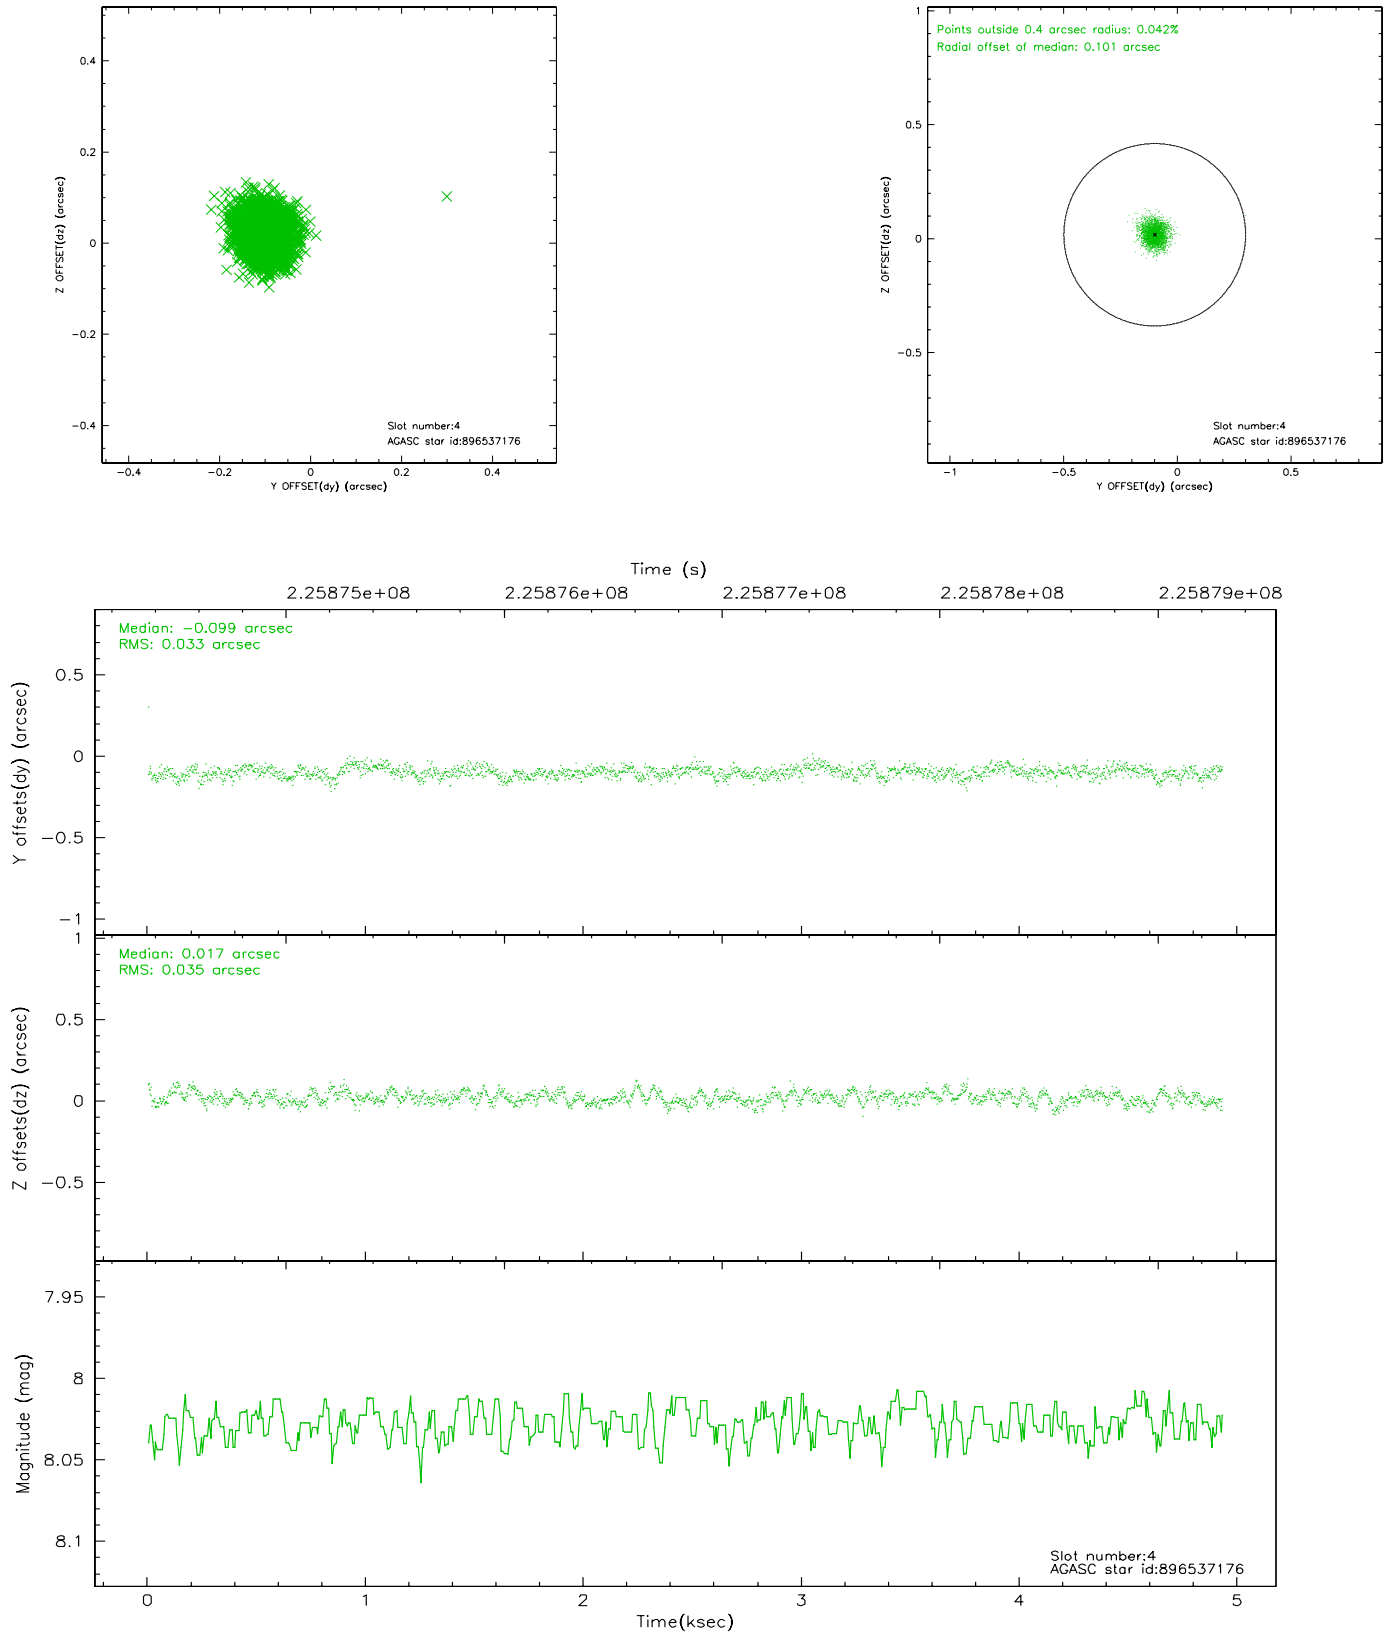 0.4
0.2
0
−0.2
−0.4
−0.4
−0.2
0
0.2
0.4
Z OFFSET(dz) (arcsec)
Y OFFSET(dy) (arcsec)
Slot number:4
AGASC star id:896537176
Points outside 0.4 arcsec radius: 0.042%
Radial offset of median: 0.101 arcsec
1
0.5
0
−0.5
−1
−0.5
0
0.5
Z OFFSET(dz) (arcsec)
Y OFFSET(dy) (arcsec)
Slot number:4
AGASC star id:896537176
Time (s)
2.25875e+08 2.25876e+08 2.25877e+08 2.25878e+08 2.25879e+08
Median: −0.099 arcsec
RMS: 0.033 arcsec
0.5
0
−0.5
−1
Y offsets(dy) (arcsec)
Median: 0.017 arcsec
RMS: 0.035 arcsec
1
0.5
0
−0.5
Z offsets(dz) (arcsec)
7.95
8
8.05
8.1
Magnitude (mag)
Slot number:4
AGASC star id:896537176
0 1 2 3 4 5
Time(ksec)